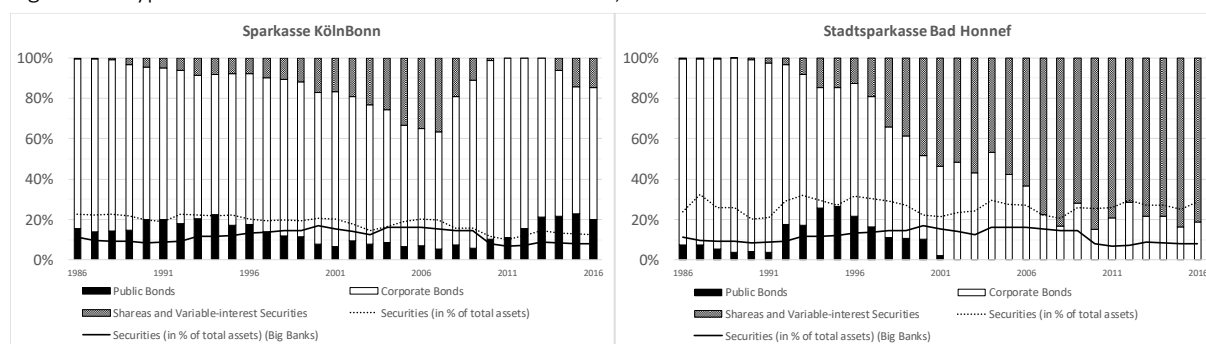 Sparkasse KölnBonn
100%
80%
60%
40%
20%
0%
1986 1991 1996 2001 2006 2011 2016
Public Bonds Corporate Bonds
Shareas and Variable-interest Securities Securities (in % of total assets)
Securities (in % of total assets) (Big Banks)
Stadtsparkasse Bad Honnef
100%
80%
60%
40%
20%
0%
1986 1991 1996 2001 2006 2011 2016
Public Bonds Corporate Bonds
Shareas and Variable-interest Securities Securities (in % of total assets)
Securities (in % of total assets) (Big Banks)